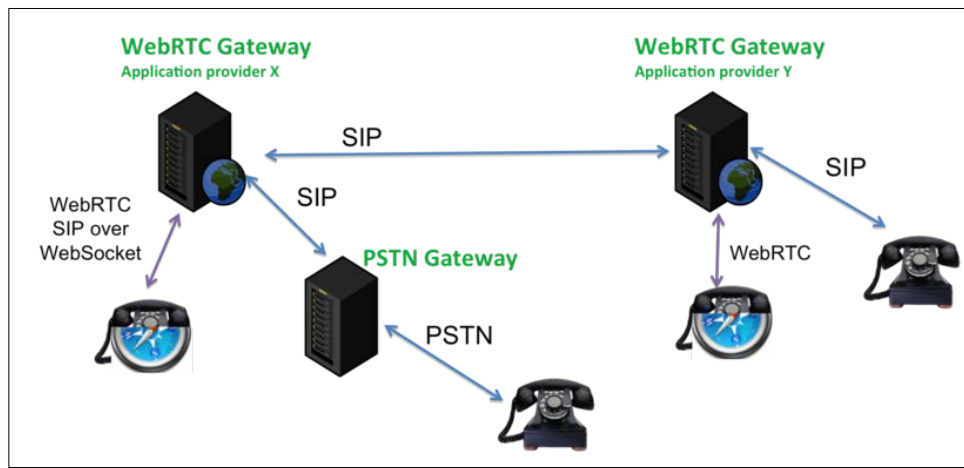 WebRTC Gateway
Application provider X
WebRTC Gateway
Application provider Y
SIP
SIP
SIP
WebRTC
SIP over
WebSocket
PSTN Gateway
WebRTC
PSTN